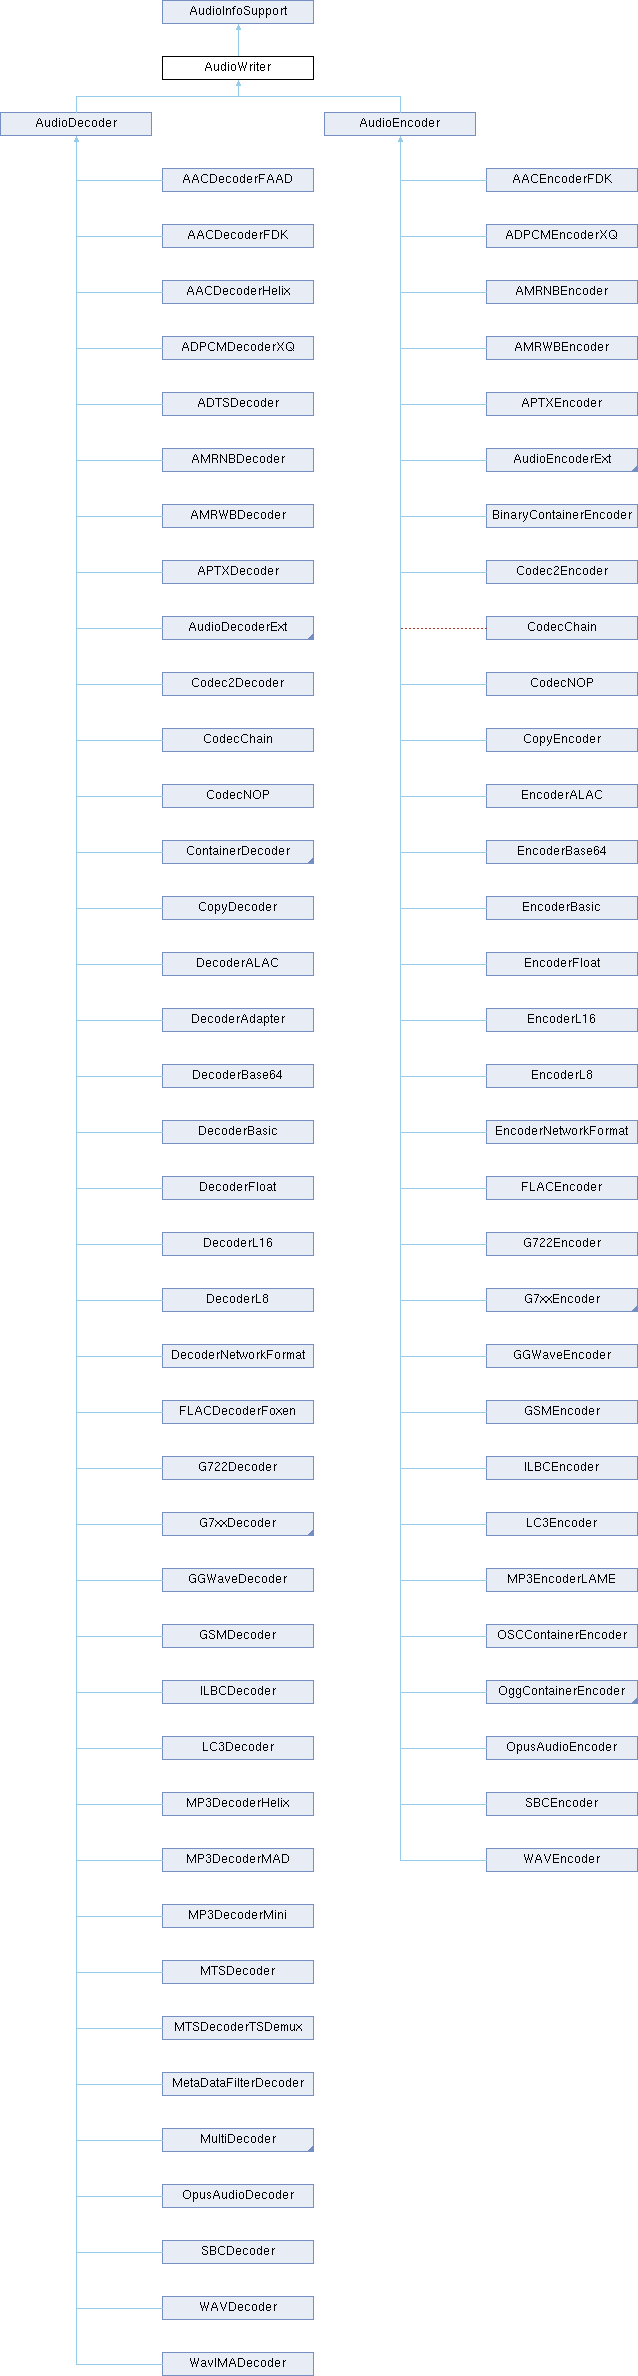 AudioInfoSupport
AudioWriter
AudioDecoder
AudioEncoder
AACDecoderFAAD
AACEncoderFDK
AACDecoderFDK
ADPCMEncoderXQ
AACDecoderHelix
AMRNBEncoder
ADPCMDecoderXQ
AMRWBEncoder
ADTSDecoder
APTXEncoder
AMRNBDecoder
AudioEncoderExt
AMRWBDecoder
BinaryContainerEncoder
APTXDecoder
Codec2Encoder
AudioDecoderExt
CodecChain
Codec2Decoder
CodecNOP
CodecChain
CopyEncoder
CodecNOP
EncoderALAC
ContainerDecoder
EncoderBase64
CopyDecoder
EncoderBasic
DecoderALAC
EncoderFloat
DecoderAdapter
EncoderL16
DecoderBase64
EncoderL8
DecoderBasic
EncoderNetworkFormat
DecoderFloat
FLACEncoder
DecoderL16
G722Encoder
DecoderL8
G7xxEncoder
DecoderNetworkFormat
GGWaveEncoder
FLACDecoderFoxen
GSMEncoder
G722Decoder
ILBCEncoder
G7xxDecoder
LC3Encoder
GGWaveDecoder
MP3EncoderLAME
GSMDecoder
OSCContainerEncoder
ILBCDecoder
OggContainerEncoder
LC3Decoder
OpusAudioEncoder
MP3DecoderHelix
SBCEncoder
MP3DecoderMAD
WAVEncoder
MP3DecoderMini
MTSDecoder
MTSDecoderTSDemux
MetaDataFilterDecoder
MultiDecoder
OpusAudioDecoder
SBCDecoder
WAVDecoder
WavIMADecoder